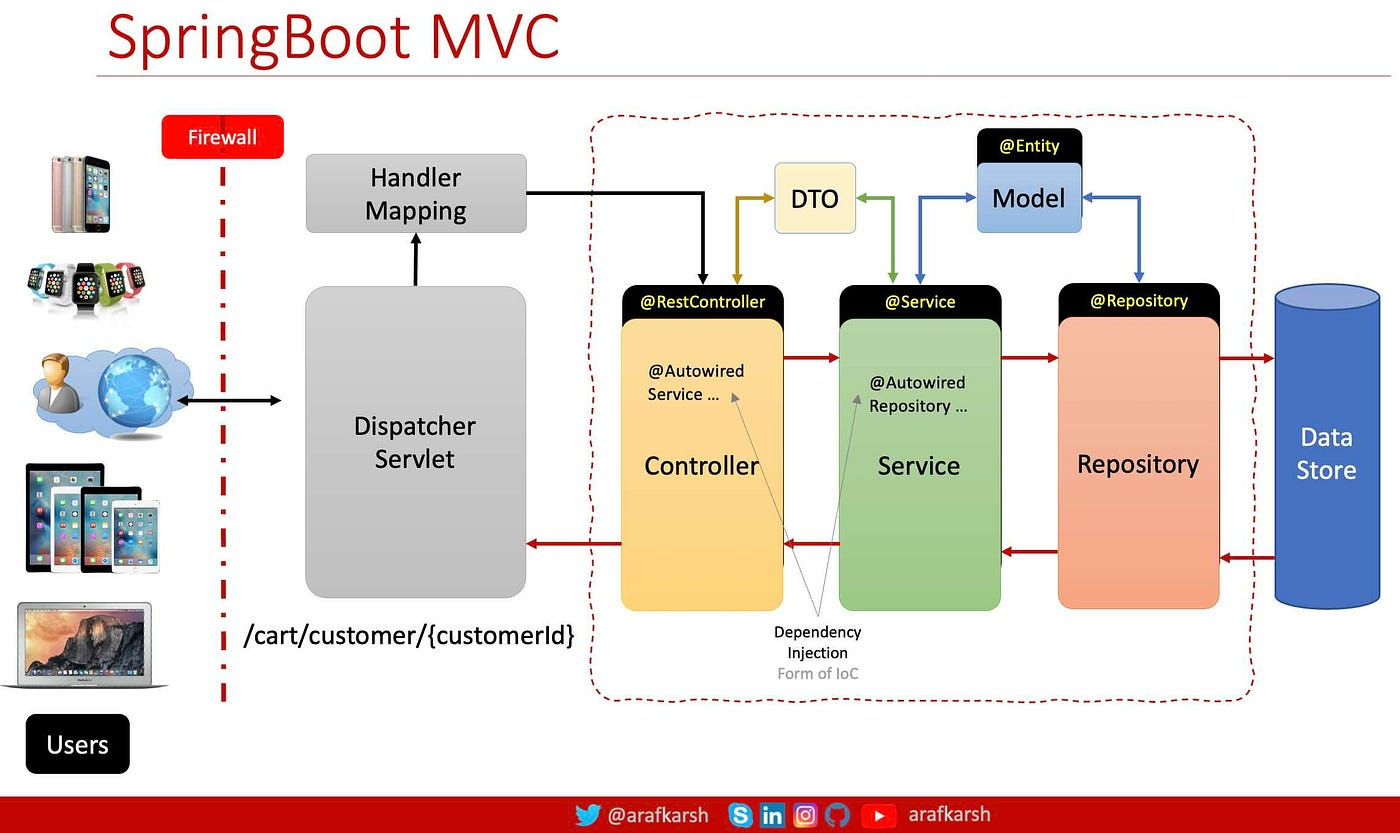 SpringBoot MVC
Firewall
Handler
Mapping
Dispatcher
Servlet
/cart/customer/{customerId}
Users
DTO
@Entity
Model
@RestController
@Autowired
Service ...
Controller
@Service
@Autowired
Repository ...
Service
@Repository
Repository
Data
Store
Dependency
Injection
Form of IoC
@arafkarsh
arafkarsh